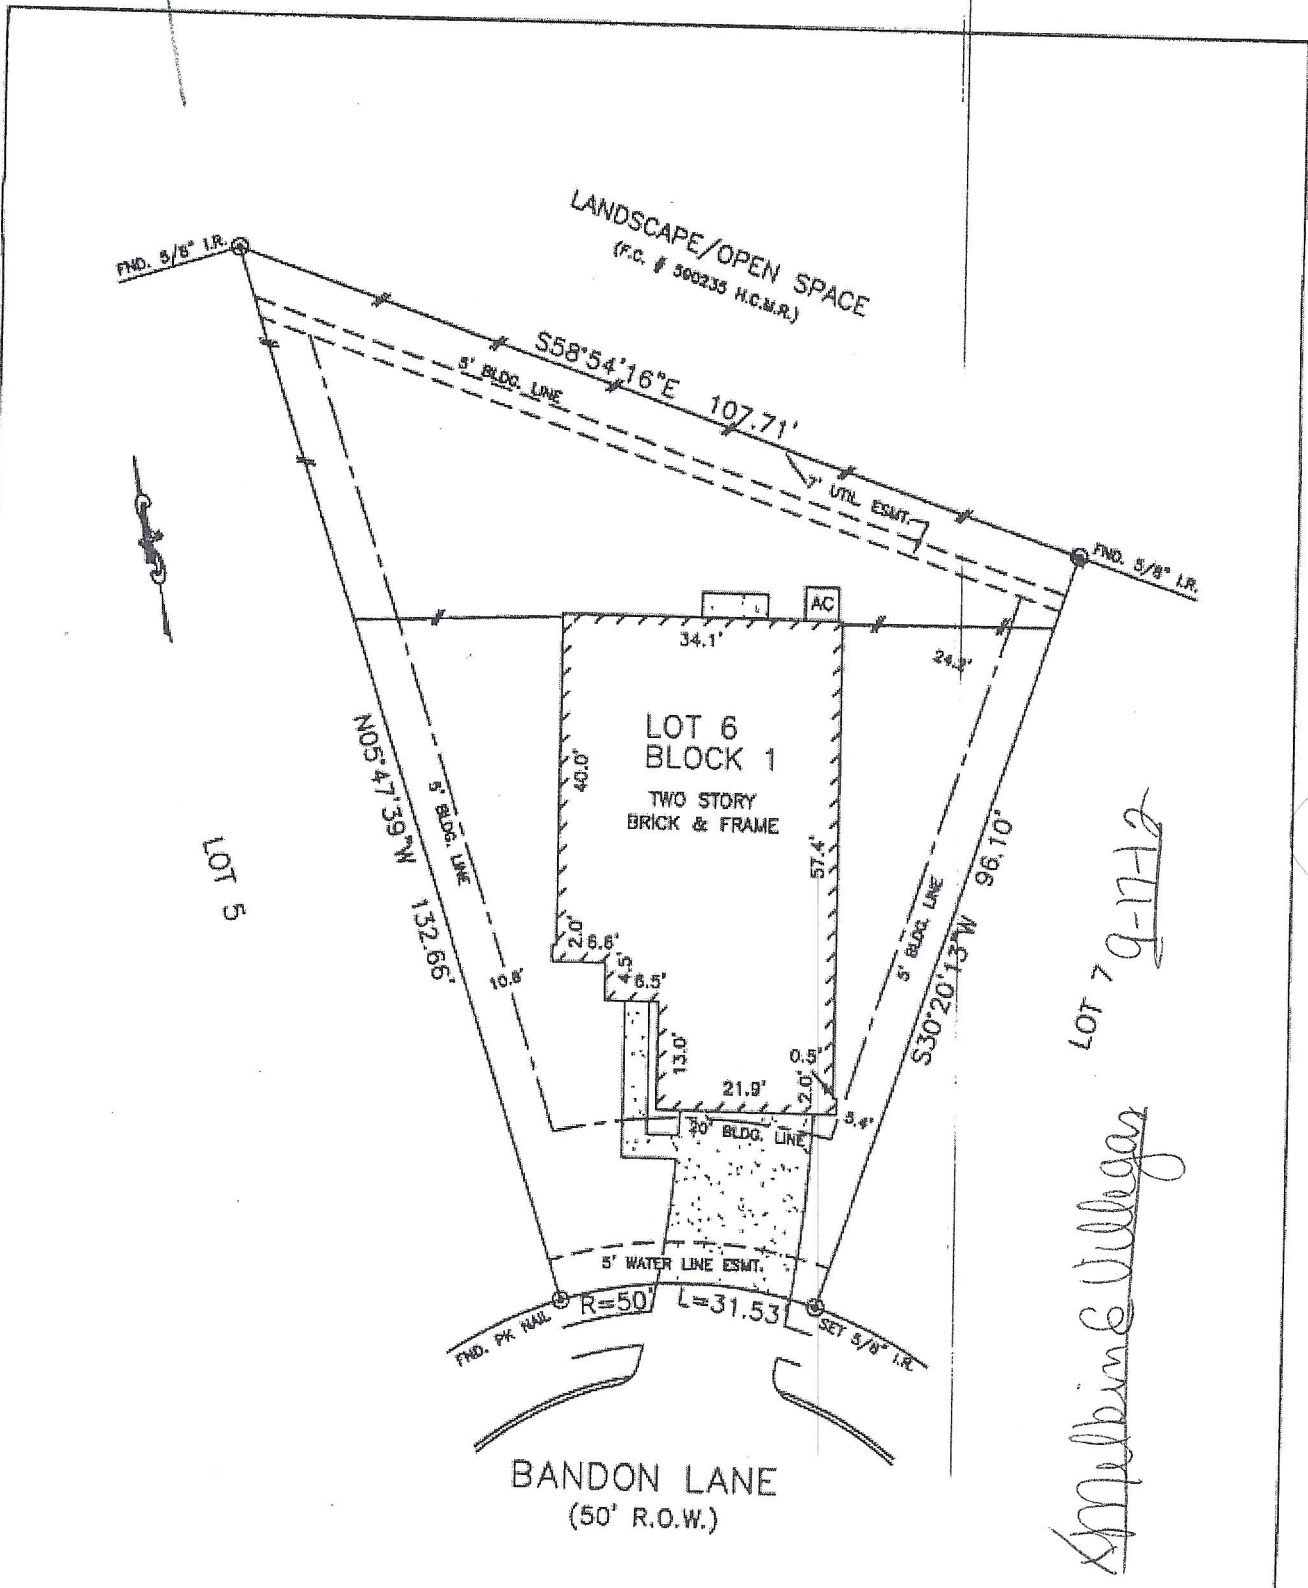 LANDSCAPE/OPEN SPACE
(F.C. # 590235 H.C.M.R.)
FND. 5/8" I.R.
S58°54'16"E 107.71'
5' BLDG. LINE
7' UTIL. ESMT.
FND. 5/8" I.R.
AC
34.1'
24.2'
LOT 6
BLOCK 1
TWO STORY
BRICK & FRAME
40.0'
57.4'
N05°47'39"W 132.66'
5' BLDG. LINE
LOT 5
10.8'
2.0'
6.6'
4.5'
6.5'
13.0'
21.9'
0.5'
2.0'
5.4'
20' BLDG. LINE
5' BLDG. LINE
S30°20'13"W 96.10'
LOT 7
9-17-12
5' WATER LINE ESMT.
R=50' L=31.53'
FND. PK NAIL
SET 5/8" I.R.
BANDON LANE
(50' R.O.W.)
Villegas